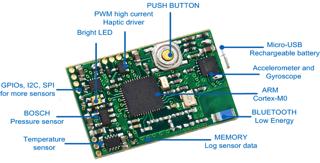 PUSH BUTTON
PWM high current
Haptic driver
Bright LED
Micro-USB
Rechargeable battery
GPIOs, I2C, SPI
for more sensors
Accelerometer and
Gyroscope
BOSCH
Pressure sensor
ARM
Cortex-M0
Temperature
sensor
BLUETOOTH
Low Energy
MEMORY
Log sensor data